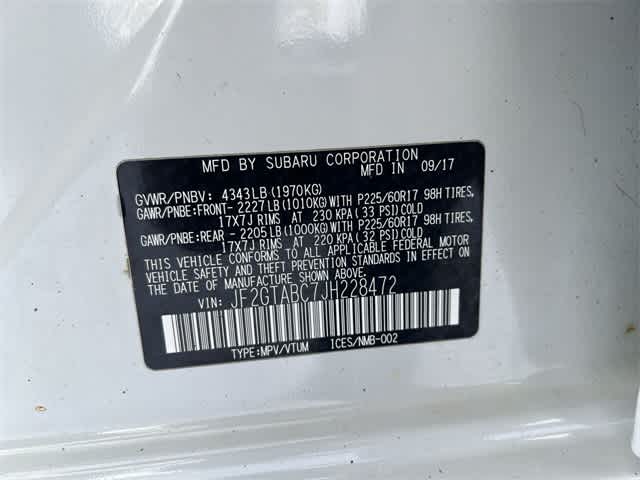 MFD BY SUBARU CORPORATION
MFD IN 09/17
GVWR/PNBV: 4343LB(1970KG)
GAWR/PNBE:FRONT-2227LB(1010KG)WITH P225/60R17 98H TIRES,
17X7J RIMS AT 230 KPA(33 PSI)COLD
GAWR/PNBE:REAR -2205LB(1000KG)WITH P225/60R17 98H TIRES,
17X7J RIMS AT 220 KPA(32 PSI)COLD
THIS VEHICLE CONFORMS TO ALL APPLICABLE FEDERAL MOTOR
VEHICLE SAFETY AND THEFT PREVENTION STANDARDS IN EFFECT ON
THE DATE OF MANUFACTURE SHOWN ABOVE.
VIN: JF2GTABC7JH228472
TYPE:MPV/VTUM ICES/NMB-002